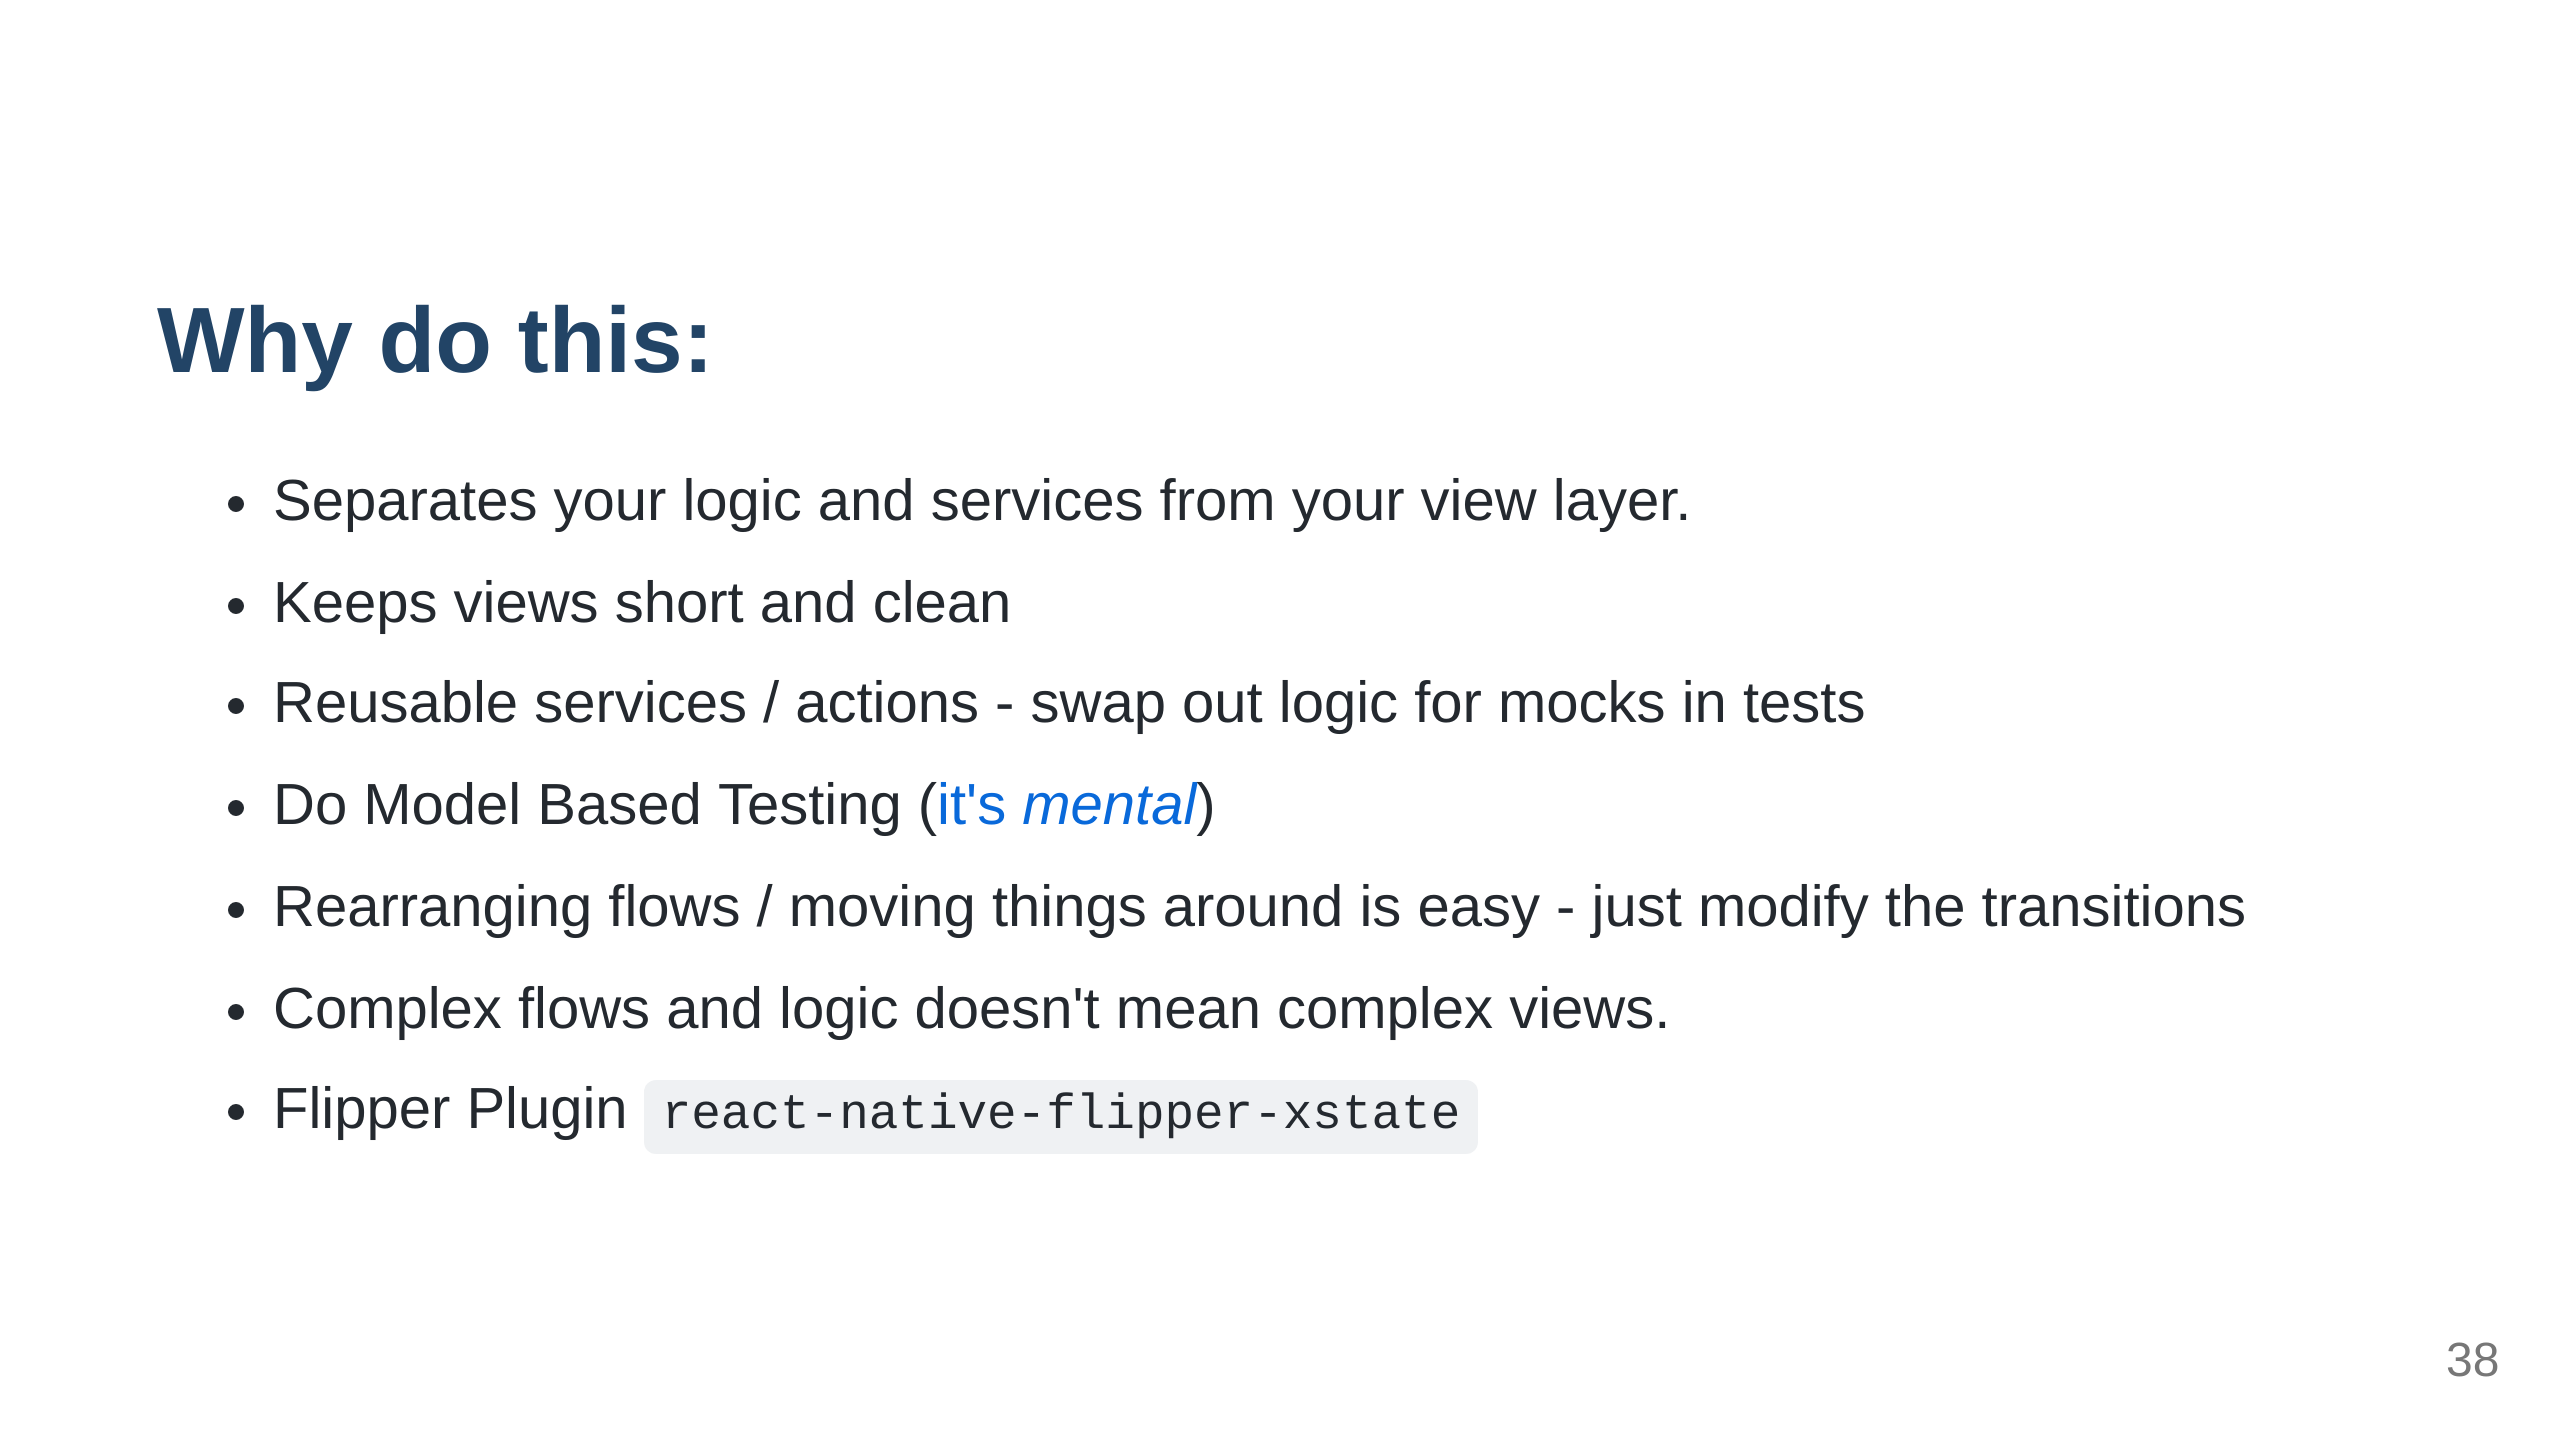 Why do this:
• Separates your logic and services from your view layer.
• Keeps views short and clean
• Reusable services / actions - swap out logic for mocks in tests
• Do Model Based Testing (it's mental)
• Rearranging flows / moving things around is easy - just modify the transitions
• Complex flows and logic doesn't mean complex views.
• Flipper Plugin react-native-flipper-xstate
38